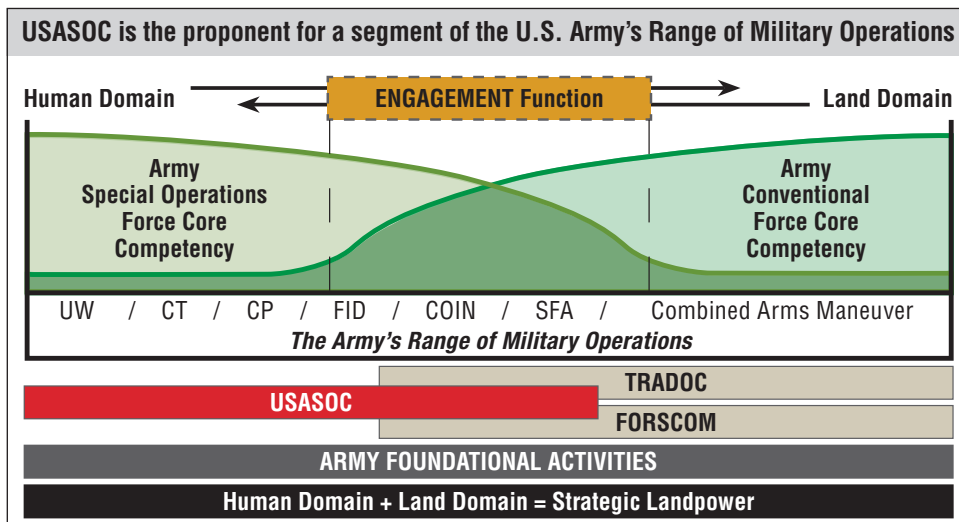 USASOC is the proponent for a segment of the U.S. Army's Range of Military Operations
Human Domain
ENGAGEMENT Function
Land Domain
Army
Special Operations
Force Core
Competency
Army
Conventional
Force Core
Competency
UW / CT / CP / FID / COIN / SFA / Combined Arms Maneuver
The Army's Range of Military Operations
TRADOC
USASOC
FORSCOM
ARMY FOUNDATIONAL ACTIVITIES
Human Domain + Land Domain = Strategic Landpower